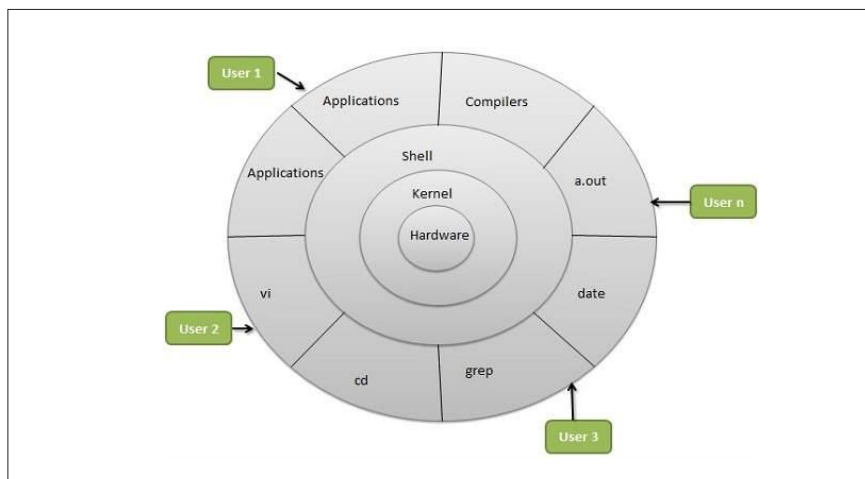 User 1
Applications
Compilers
Shell
Applications
a.out
Kernel
User n
Hardware
vi
date
User 2
cd
grep
User 3